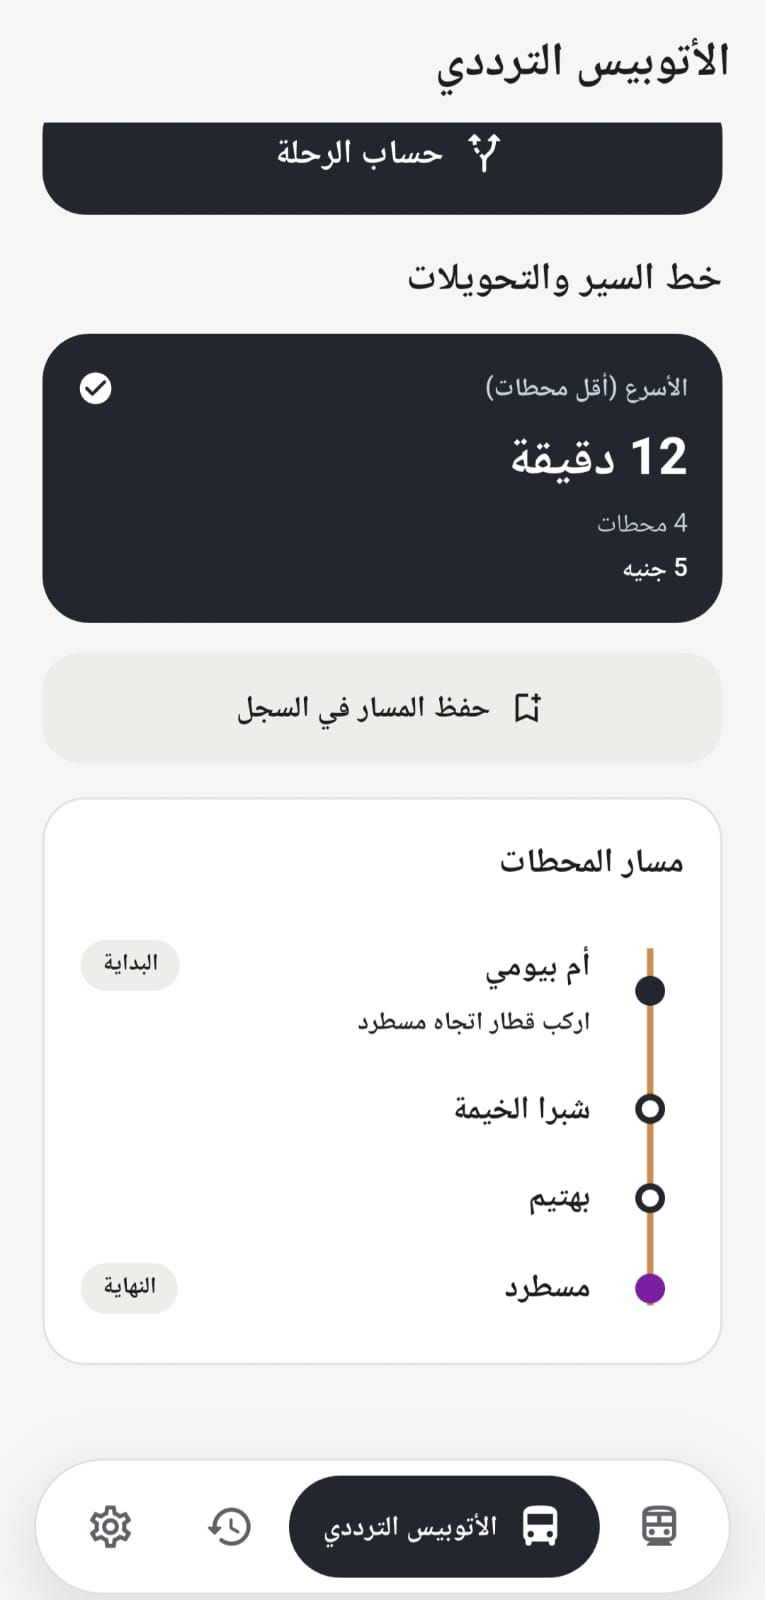 الأتوبيس الترددي
حساب الرحلة
خط السير والتحويلات
الأسرع (أقل محطات)
12 دقيقة
4 محطات
5 جنيه
حفظ المسار في السجل
مسار المحطات
أم بيومي
البداية
اركب قطار اتجاه مسطرد
شبرا الخيمة
بهتيم
مسطرد
النهاية
الأتوبيس الترددي